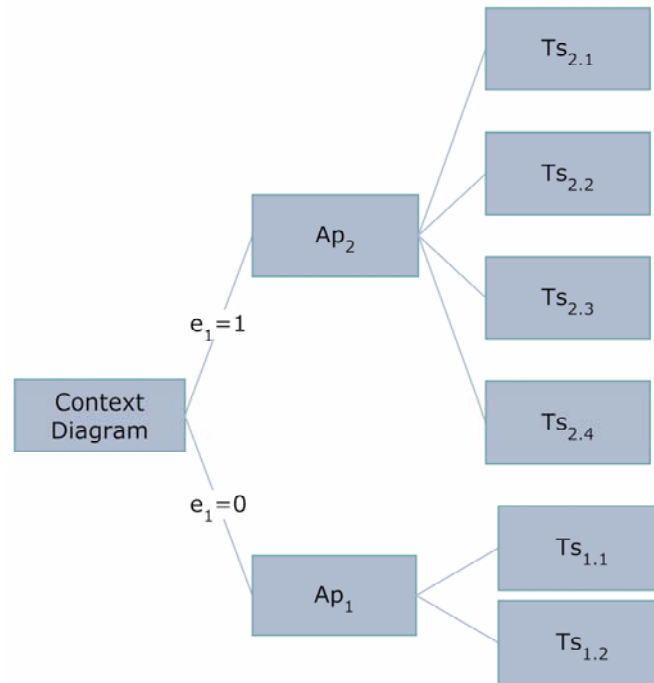 Ts2.1
Ts2.2
Ap2
Ts2.3
e1=1
Context
Diagram
Ts2.4
e1=0
Ts1.1
Ap1
Ts1.2